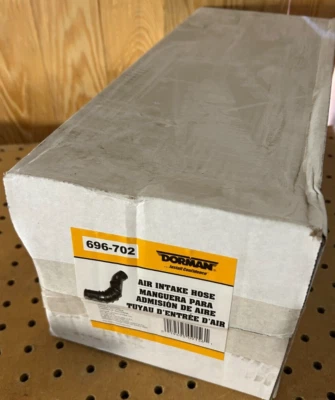 696-702
DORMAN
AIR INTAKE HOSE
MANGUERA PARA
ADMISIÓN DE AIRE
TUYAU D'ENTRÉE D'AIR